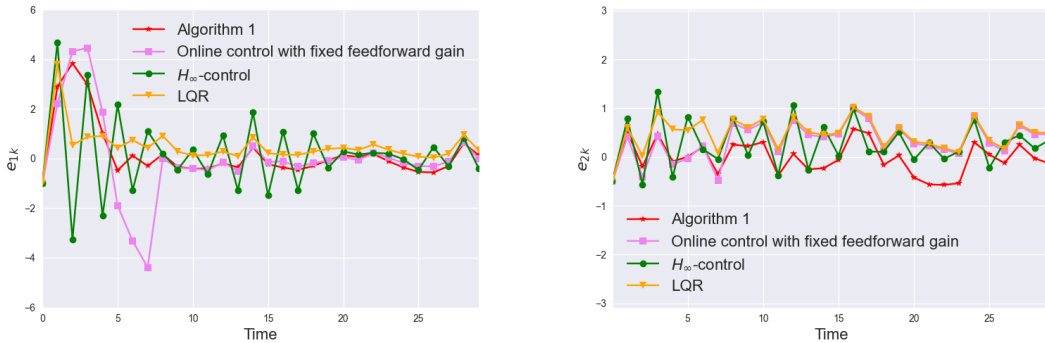 6
4
2
0
−2
−4
−6
e1k
Algorithm 1
Online control with fixed feedforward gain
H∞-control
LQR
0
5
10
15
20
25
Time
3
2
1
0
−1
−2
−3
e2k
Algorithm 1
Online control with fixed feedforward gain
H∞-control
LQR
0
5
10
15
20
25
Time